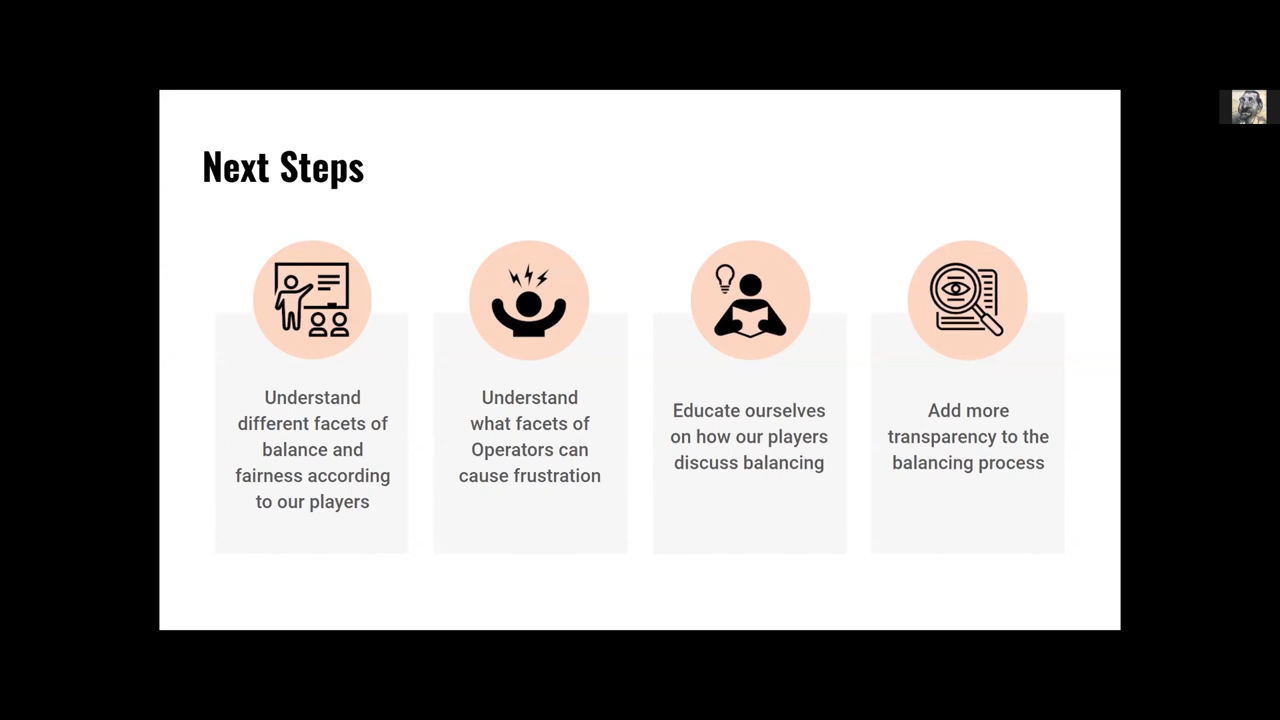 Next Steps
Understand
different facets of
balance and
fairness according
to our players
Understand
what facets of
Operators can
cause frustration
Educate ourselves
on how our players
discuss balancing
Add more
transparency to the
balancing process